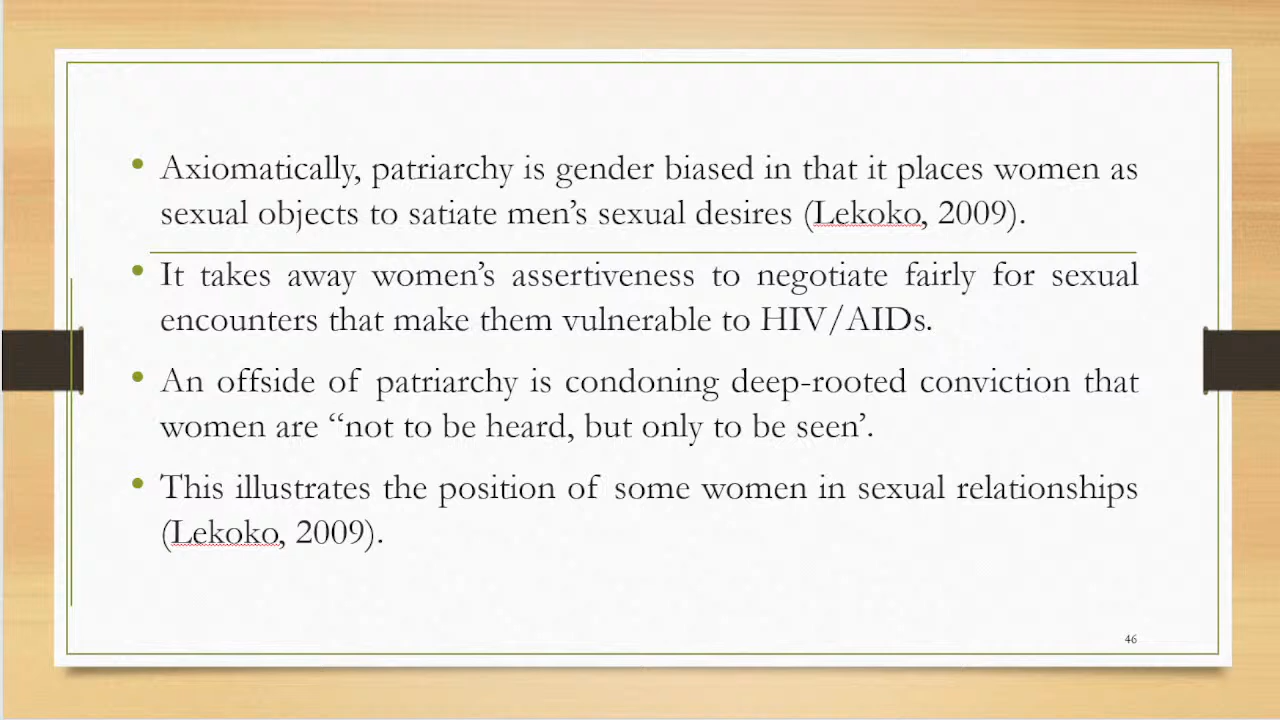 • Axiomatically, patriarchy is gender biased in that it places women as
sexual objects to satiate men’s sexual desires (Lekoko, 2009).
• It takes away women’s assertiveness to negotiate fairly for sexual
encounters that make them vulnerable to HIV/AIDs.
• An offside of patriarchy is condoning deep-rooted conviction that
women are “not to be heard, but only to be seen’.
• This illustrates the position of some women in sexual relationships
(Lekoko, 2009).
46